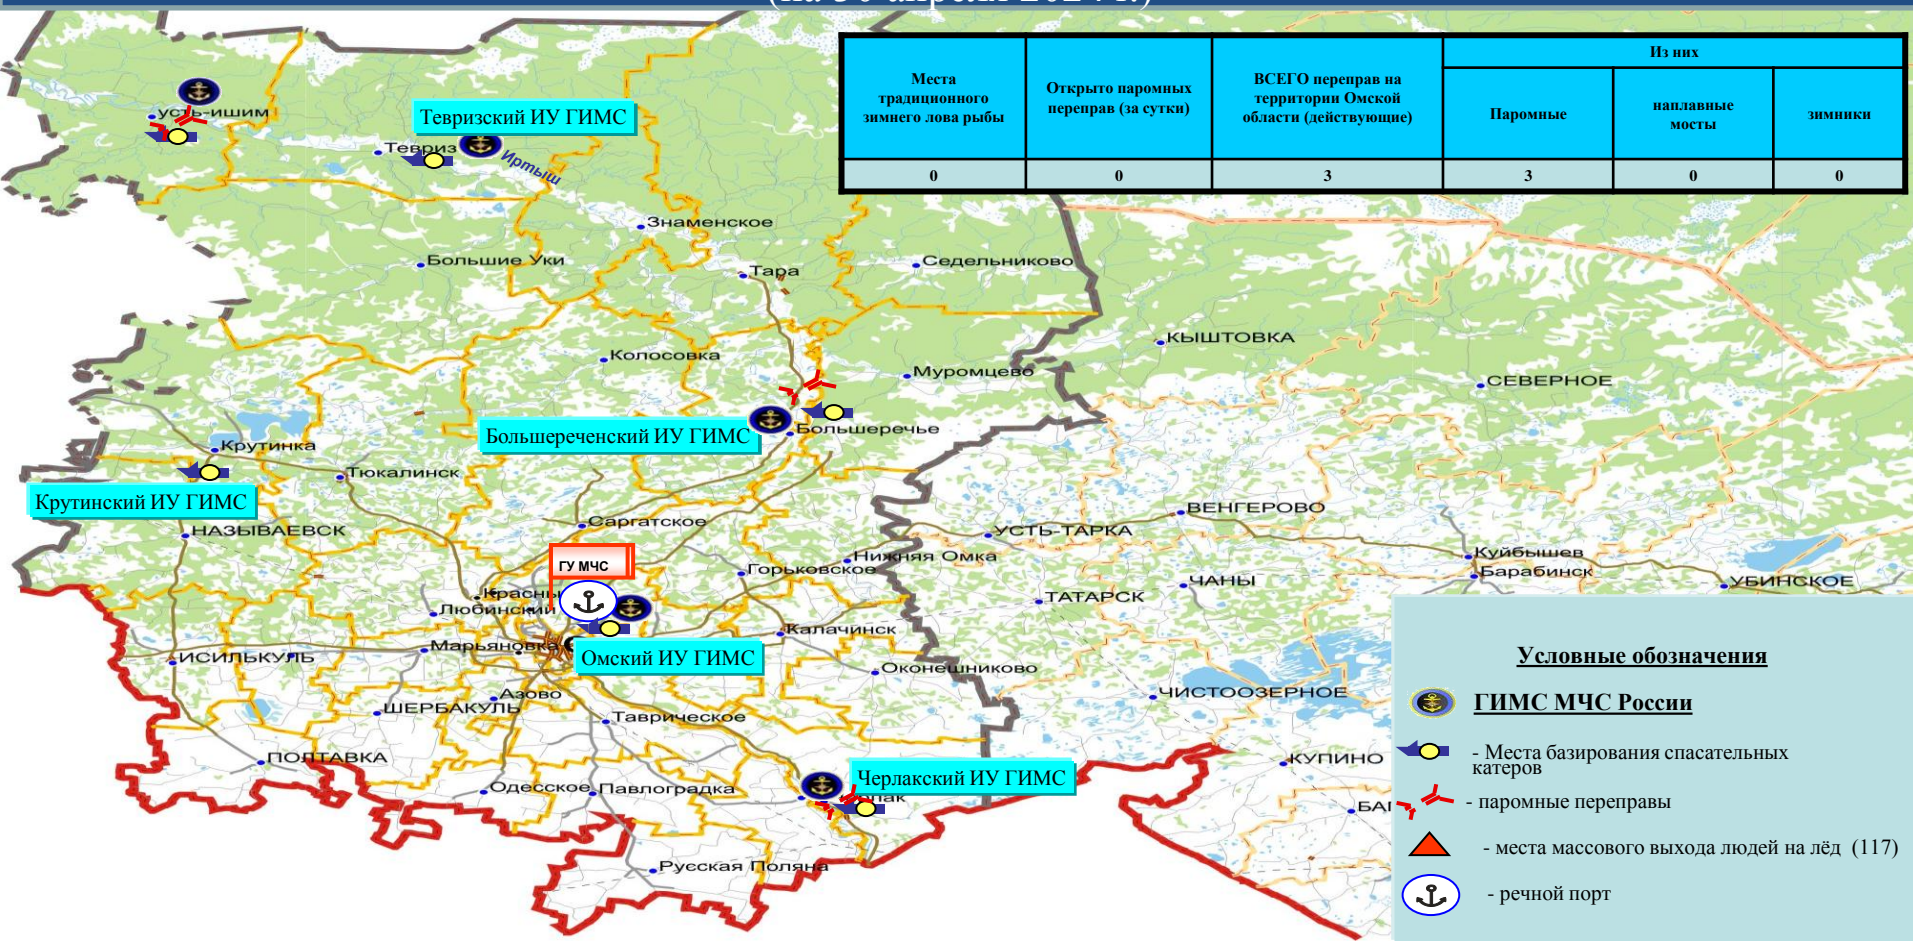 Из них
Места
традиционного
зимнего лова рыбы
Открыто паромных
переправ (за сутки)
ВСЕГО переправ на
территории Омской
области (действующие)
Паромные
наплавные
мосты
зимники
0
0
3
3
0
0
усть-ишим
Тевризский ИУ ГИМС
Тевриз
Иртыш
Знаменское
Большие Уки
Тара
Седельниково
КЫШТОВКА
Колосовка
Муромцево
СЕВЕРНОЕ
Большереченский ИУ ГИМС
Большеречье
Крутинка
Тюкалинск
Крутинский ИУ ГИМС
НАЗЫВАЕВСК
Саргатское
ВЕНГЕРОВО
УСТЬ-ТАРКА
Нижняя Омка
Куйбышев
Барабинск
ГУ МЧС
Горьковское
ЧАНЫ
УБИНСКОЕ
Красны
Любинский
ТАТАРСК
Калачинск
Марьяновка
ИСИЛЬКУЛЬ
Омский ИУ ГИМС
Оконешниково
ЧИСТООЗЕРНОЕ
Азово
ШЕРБАКУЛЬ
Таврическое
ПОЛТАВКА
КУПИНО
Одесское
Павлоградка
Черлакский ИУ ГИМС
лак
БАГ
Русская Поляна
Условные обозначения
ГИМС МЧС России
- Места базирования спасательных
катеров
- паромные переправы
- места массового выхода людей на лёд (117)
- речной порт